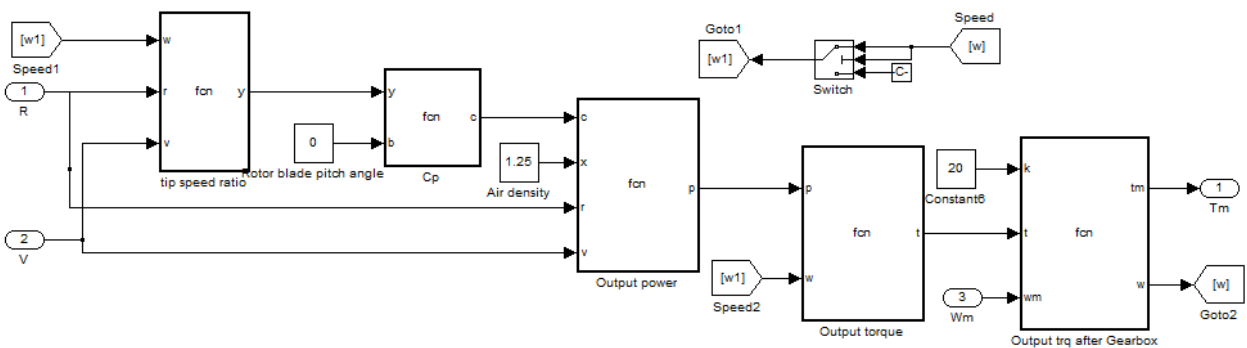 [w1]
Speed1
1
R
2
V
w
r
v
fcn
y
tip speed ratio
0
Rotor blade pitch angle
y
b
fcn
c
Cp
1.25
Air density
c
x
r
v
fcn
p
Output power
Goto1
[w1]
Switch
C-
Speed
[w]
[w1]
Speed2
p
w
fcn
t
Output torque
20
Constant6
3
Wm
k
t
wm
fcn
tm
w
Output trq after Gearbox
1
Tm
[w]
Goto2